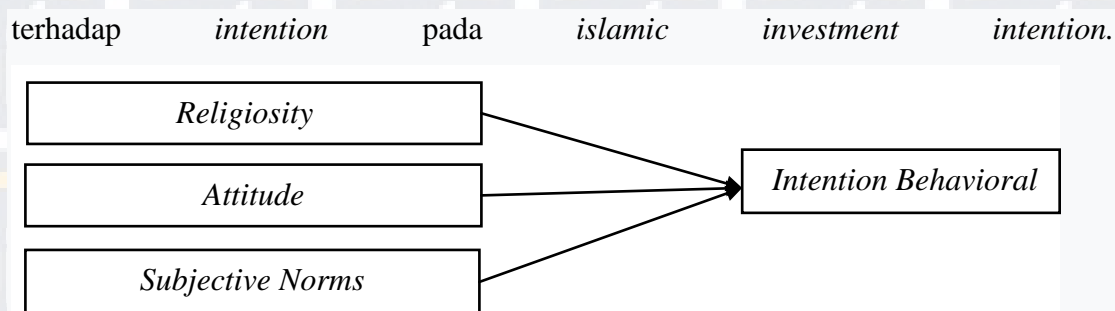 terhadap intention pada islamic investment intention.
Religiosity
Attitude
Intention Behavioral
Subjective Norms